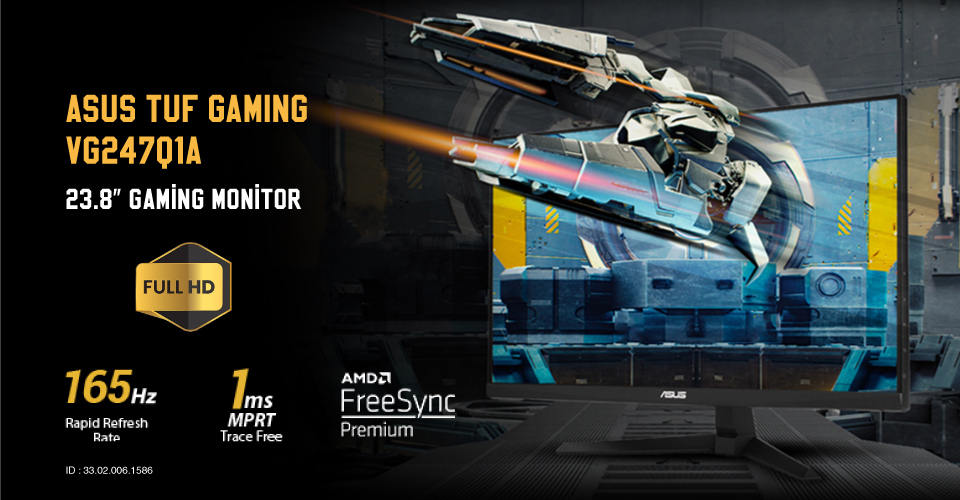 ASUS TUF GAMING
VG247Q1A
23.8" GAMİNG MONİTOR
FULL HD
165Hz
Rapid Refresh
Rate
1ms
MPRT
Trace Free
AMD
FreeSync
Premium
ASUS
ID : 33.02.006.1586